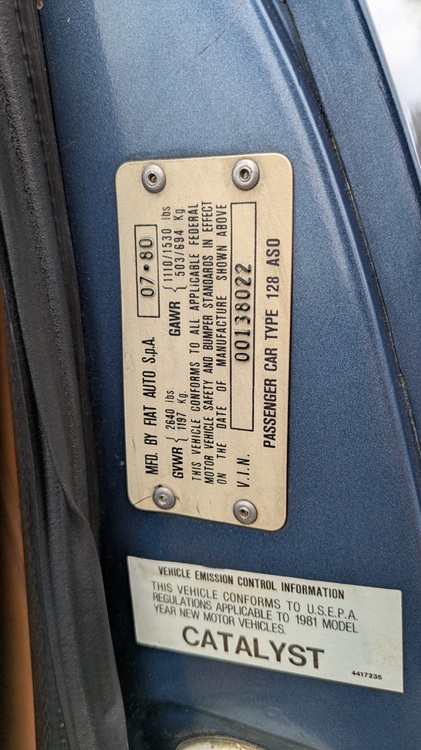 MFD. BY FIAT AUTO S.p.A. 07•80
GVWR { 2640 lbs 1197 Kg. GAWR { 1110/1530 lbs 503/694 Kg.
THIS VEHICLE CONFORMS TO ALL APPLICABLE FEDERAL
MOTOR VEHICLE SAFETY AND BUMPER STANDARDS IN EFFECT
ON THE DATE OF MANUFACTURE SHOWN ABOVE
V.I.N. 00138022
PASSENGER CAR TYPE 128 AS0
VEHICLE EMISSION CONTROL INFORMATION
THIS VEHICLE CONFORMS TO U.S.E.P.A.
REGULATIONS APPLICABLE TO 1981 MODEL
YEAR NEW MOTOR VEHICLES.
CATALYST
4417235